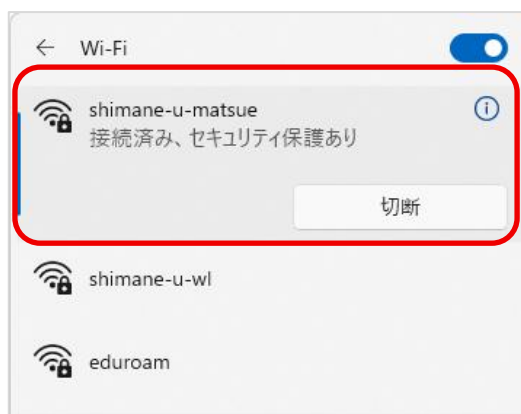 Wi-Fi
shimane-u-matsue
接続済み、セキュリティ保護あり
切断
shimane-u-wl
eduroam